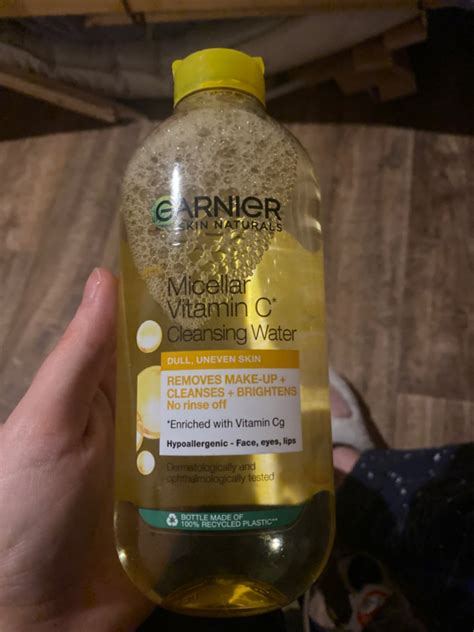 GARNIER
SKIN NATURALS
Micellar
Vitamin C*
Cleansing Water
DULL, UNEVEN SKIN
REMOVES MAKE-UP +
CLEANSES + BRIGHTENS
No rinse off
*Enriched with Vitamin Cg
Hypoallergenic - Face, eyes, lips
Dermatologically and
ophthalmologically tested
BOTTLE MADE OF
100% RECYCLED PLASTIC**